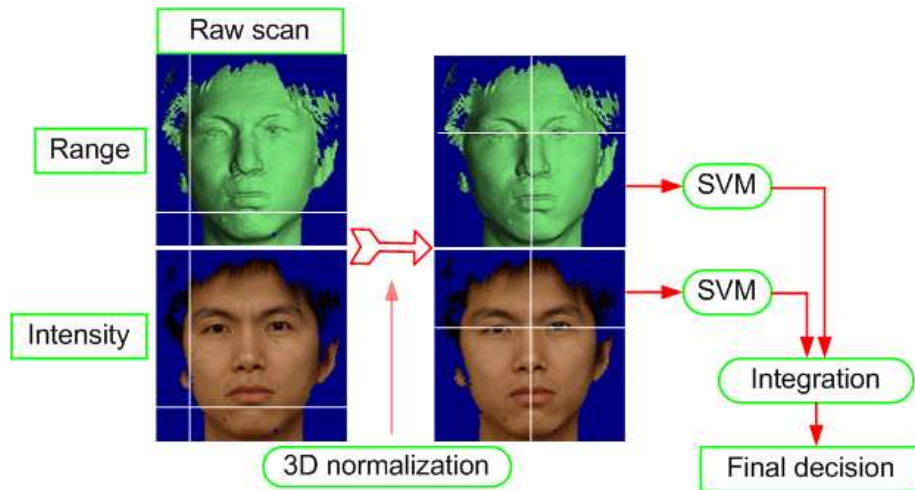 Raw scan
Range
SVM
SVM
Intensity
Integration
3D normalization
Final decision